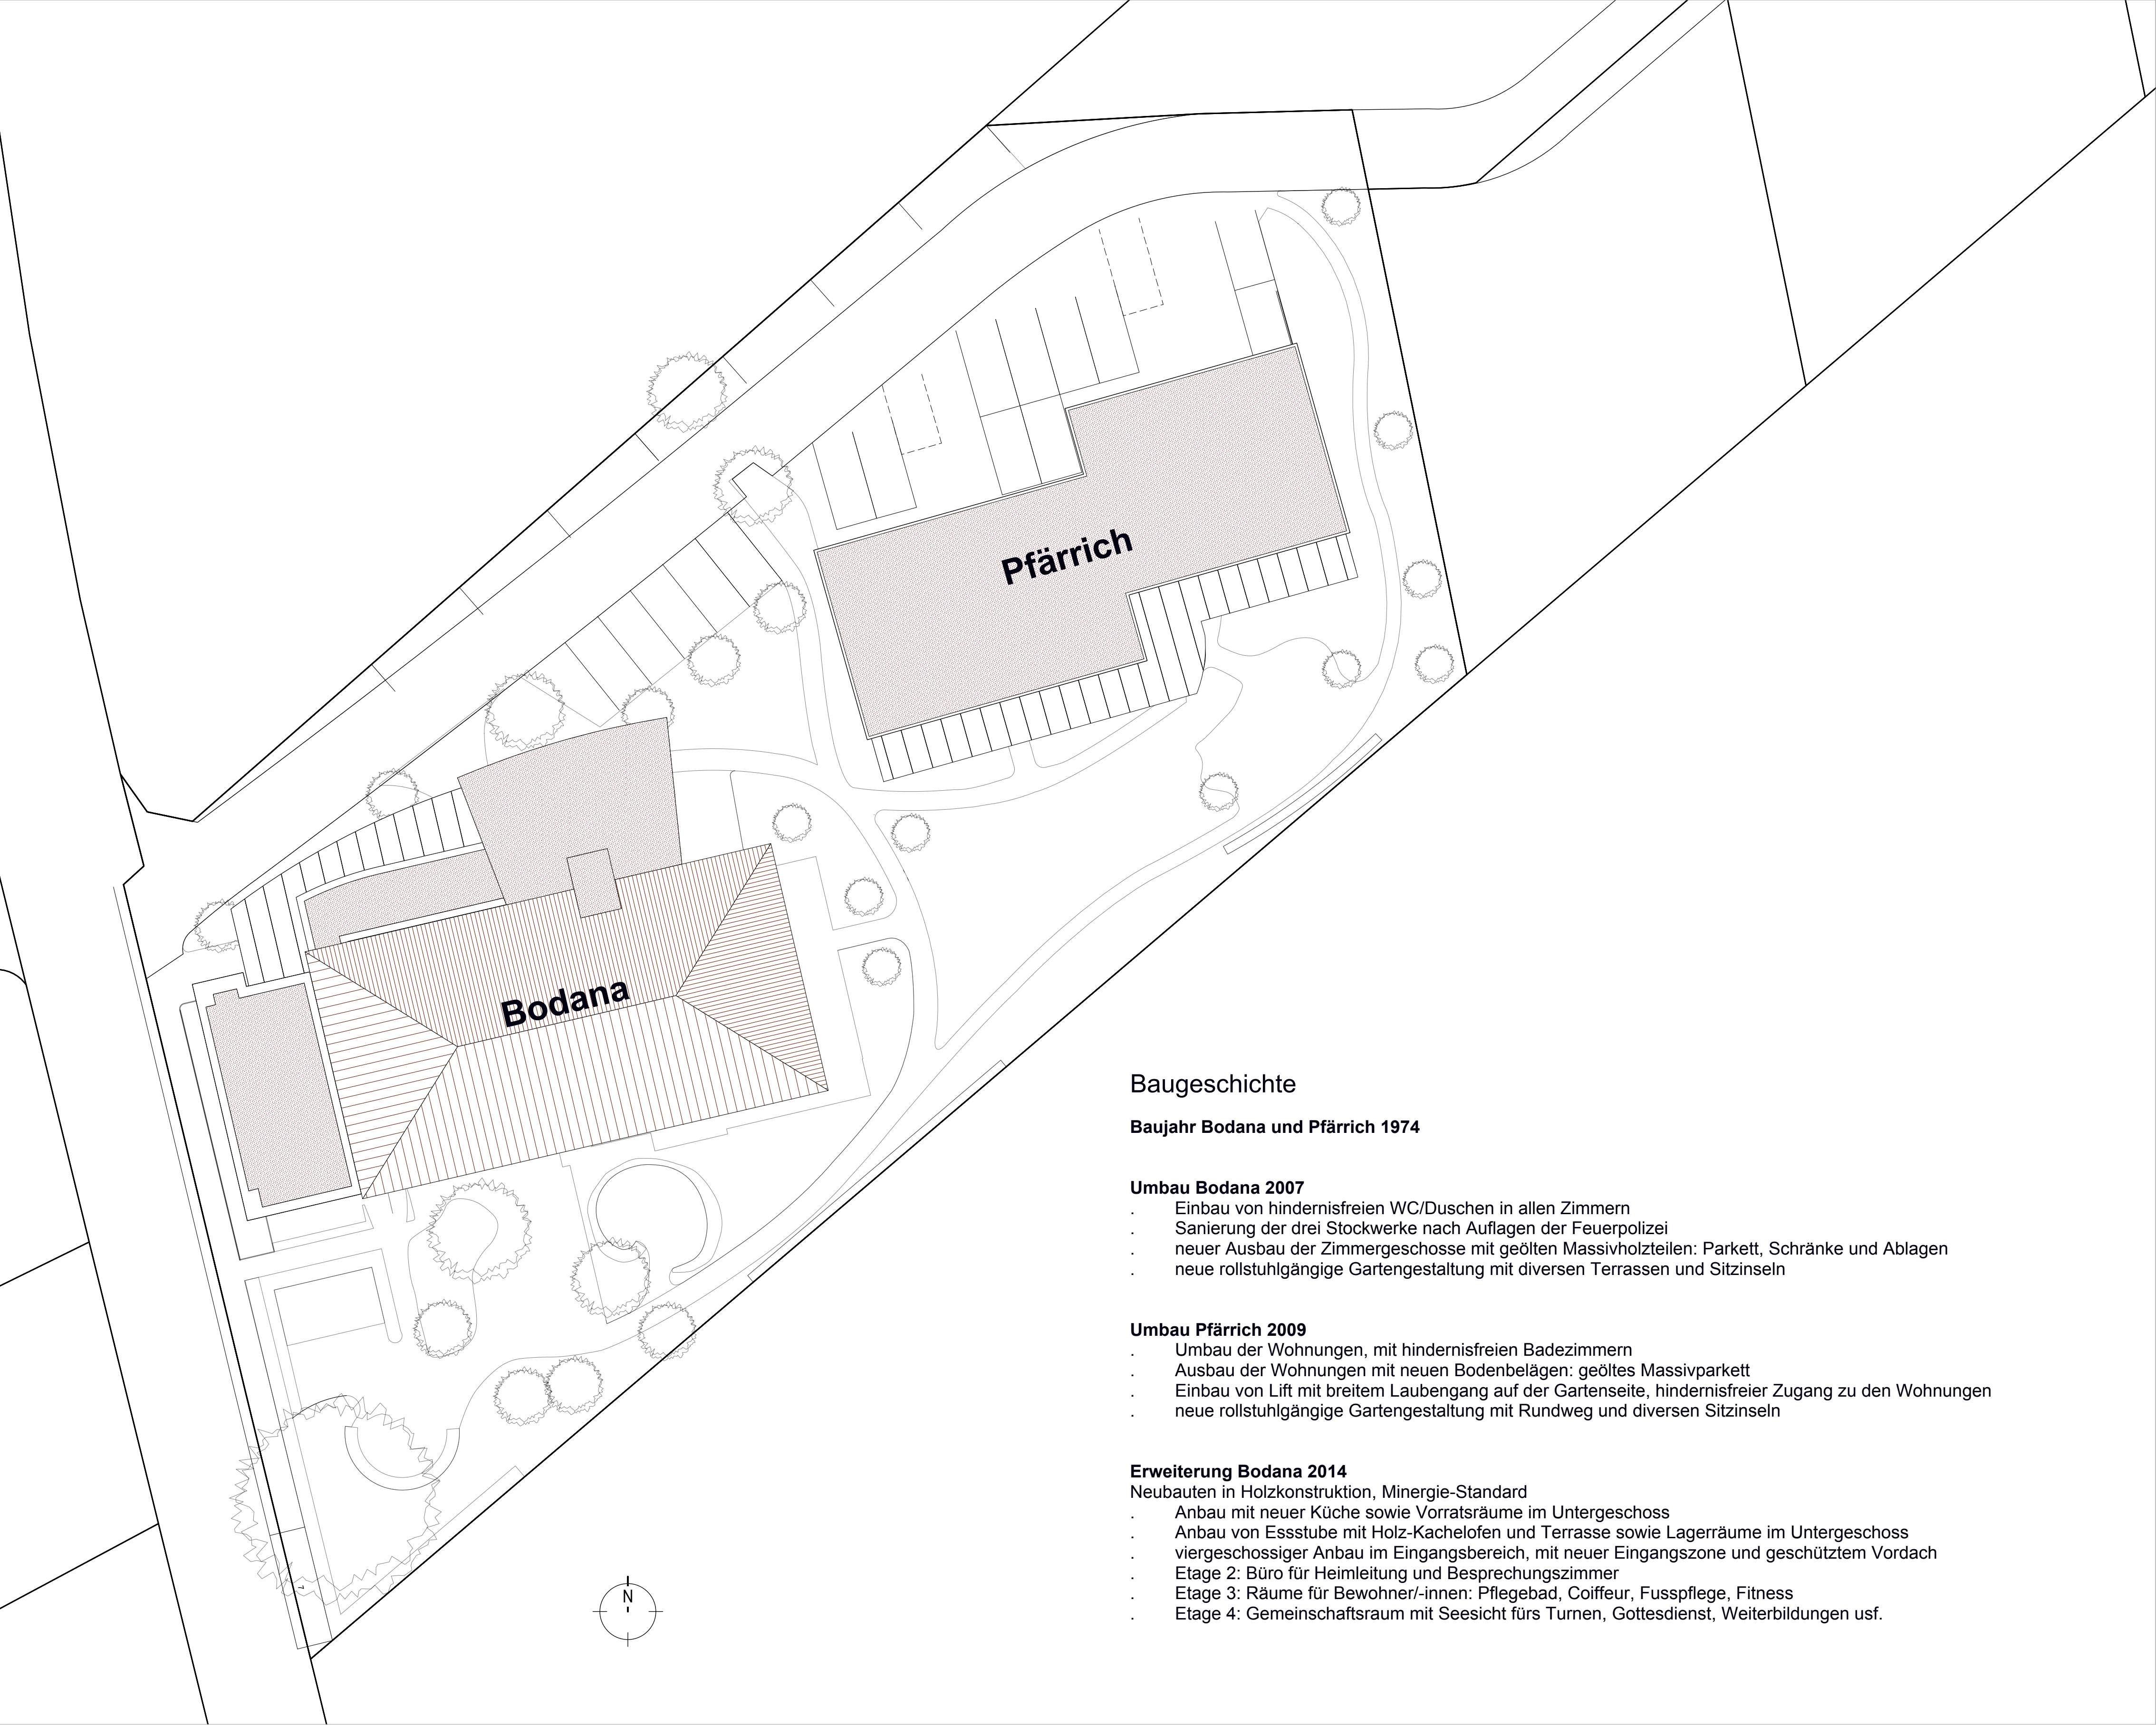 Pfärrich
Bodana
Baugeschichte
Baujahr Bodana und Pfärrich 1974
Umbau Bodana 2007
. Einbau von hindernisfreien WC/Duschen in allen Zimmern
. Sanierung der drei Stockwerke nach Auflagen der Feuerpolizei
. neuer Ausbau der Zimmergeschosse mit geölten Massivholzteilen: Parkett, Schränke und Ablagen
. neue rollstuhlgängige Gartengestaltung mit diversen Terrassen und Sitzinseln
Umbau Pfärrich 2009
. Umbau der Wohnungen, mit hindernisfreien Badezimmern
. Ausbau der Wohnungen mit neuen Bodenbelägen: geöltes Massivparkett
. Einbau von Lift mit breitem Laubengang auf der Gartenseite, hindernisfreier Zugang zu den Wohnungen
. neue rollstuhlgängige Gartengestaltung mit Rundweg und diversen Sitzinseln
Erweiterung Bodana 2014
Neubauten in Holzkonstruktion, Minergie-Standard
. Anbau mit neuer Küche sowie Vorratsräume im Untergeschoss
. Anbau von Essstube mit Holz-Kachelofen und Terrasse sowie Lagerräume im Untergeschoss
. viergeschossiger Anbau im Eingangsbereich, mit neuer Eingangszone und geschütztem Vordach
. Etage 2: Büro für Heimleitung und Besprechungszimmer
. Etage 3: Räume für Bewohner/-innen: Pflegebad, Coiffeur, Fusspflege, Fitness
. Etage 4: Gemeinschaftsraum mit Seesicht fürs Turnen, Gottesdienst, Weiterbildungen usf.
N